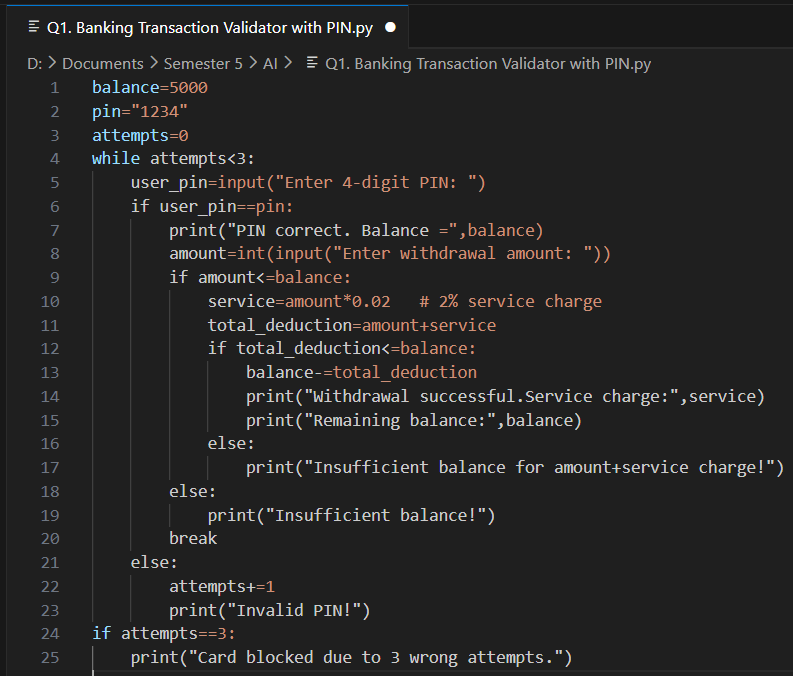 Q1. Banking Transaction Validator with PIN.py
D: > Documents > Semester 5 > AI > Q1. Banking Transaction Validator with PIN.py
1 balance=5000
2 pin="1234"
3 attempts=0
4 while attempts<3:
5     user_pin=input("Enter 4-digit PIN: ")
6     if user_pin==pin:
7         print("PIN correct. Balance =",balance)
8         amount=int(input("Enter withdrawal amount: "))
9         if amount<=balance:
10             service=amount*0.02   # 2% service charge
11             total_deduction=amount+service
12             if total_deduction<=balance:
13                 balance-=total_deduction
14                 print("Withdrawal successful.Service charge:",service)
15                 print("Remaining balance:",balance)
16             else:
17                 print("Insufficient balance for amount+service charge!")
18         else:
19             print("Insufficient balance!")
20         break
21     else:
22         attempts+=1
23         print("Invalid PIN!")
24 if attempts==3:
25     print("Card blocked due to 3 wrong attempts.")